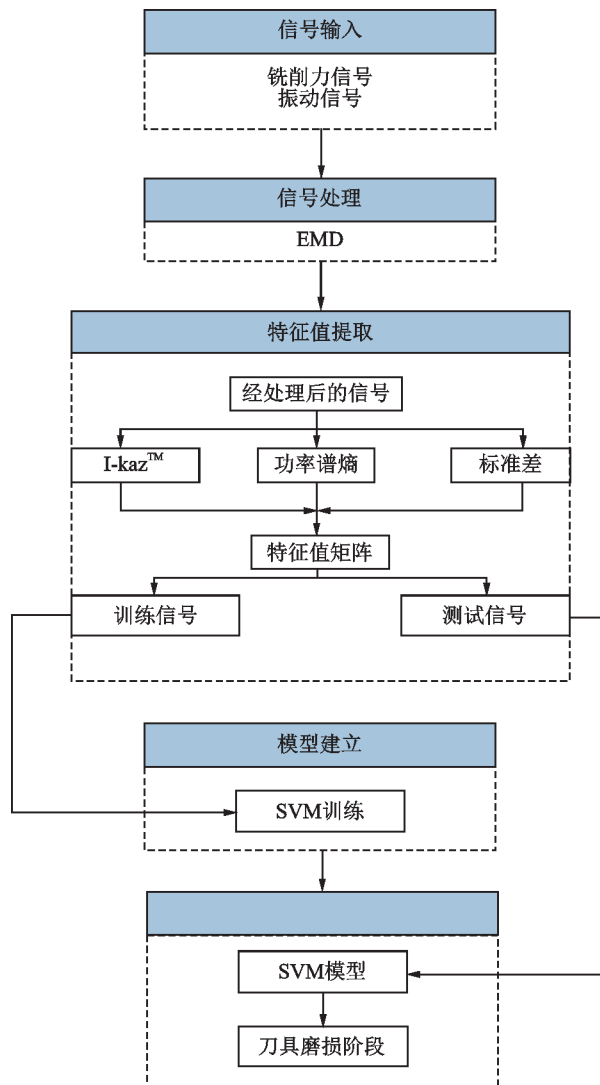 信号输入
铣削力信号
振动信号
信号处理
EMD
特征值提取
经处理后的信号
I-kaz™
功率谱熵
标准差
特征值矩阵
训练信号
测试信号
模型建立
SVM训练
SVM模型
刀具磨损阶段